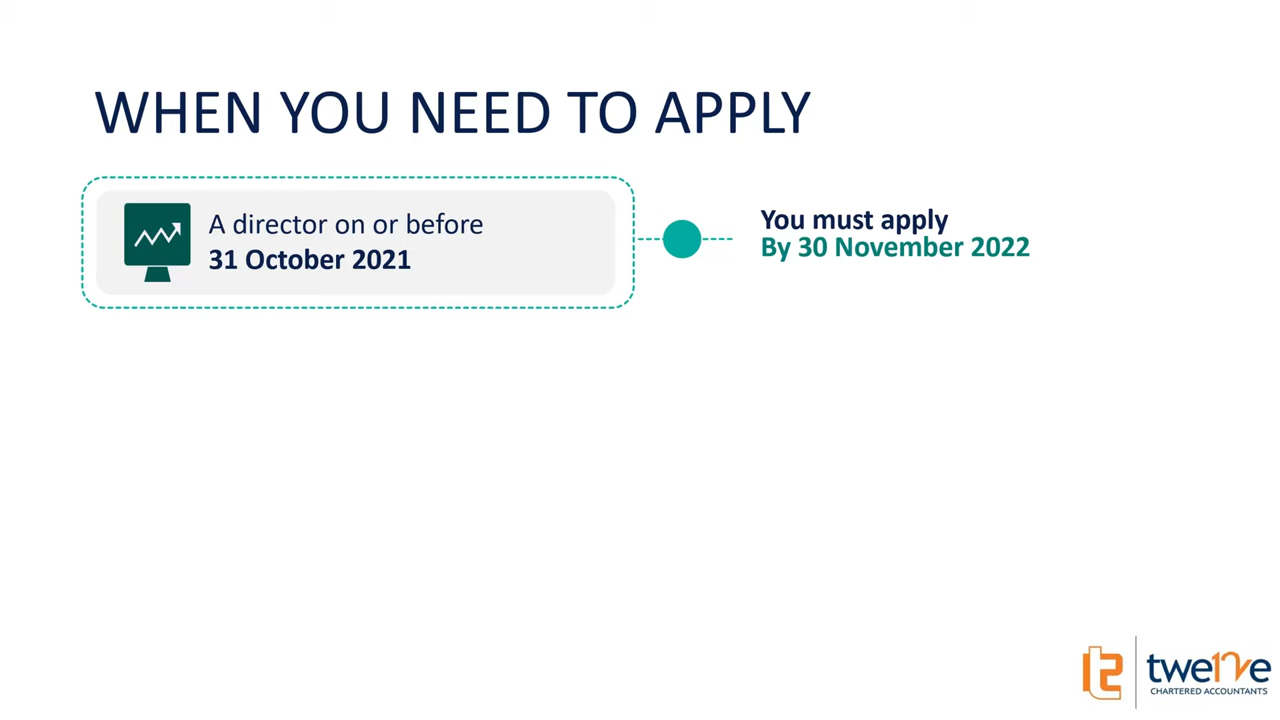 WHEN YOU NEED TO APPLY
A director on or before
31 October 2021
You must apply
By 30 November 2022
twe12ve
CHARTERED ACCOUNTANTS